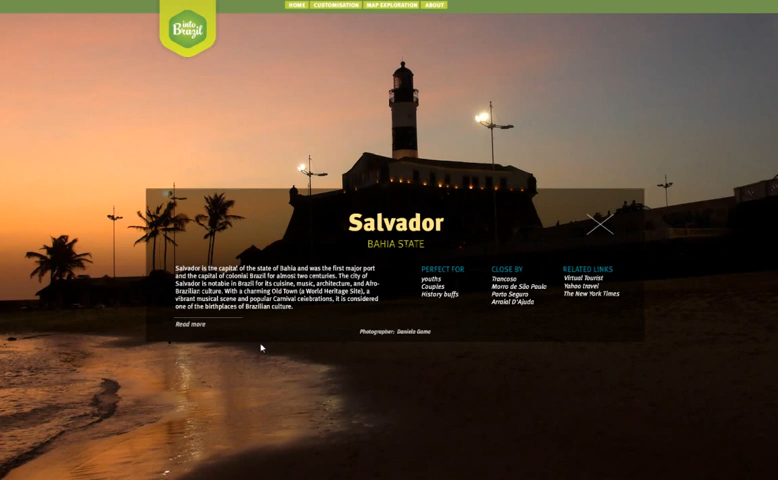 HOME CUSTOMISATION MAP EXPLORATION ABOUT
into
Brazil
Salvador
BAHIA STATE
Salvador is the capital of the state of Bahia and was the first major port
and the capital of colonial Brazil for almost two centuries. The city of
Salvador is notable in Brazil for its cuisine, music, architecture, and Afro-
Brazilian culture. With a charming Old Town (a World Heritage Site), a
vibrant musical scene and popular Carnival celebrations, it is considered
one of the birthplaces of Brazilian culture.
Read more
PERFECT FOR
youths
Couples
History buffs
CLOSE BY
Trancoso
Morro de São Paulo
Porto Seguro
Arraial D'Ajuda
RELATED LINKS
Virtual Tourist
Yahoo travel
The New York Times
Photographer: Daniela Gama